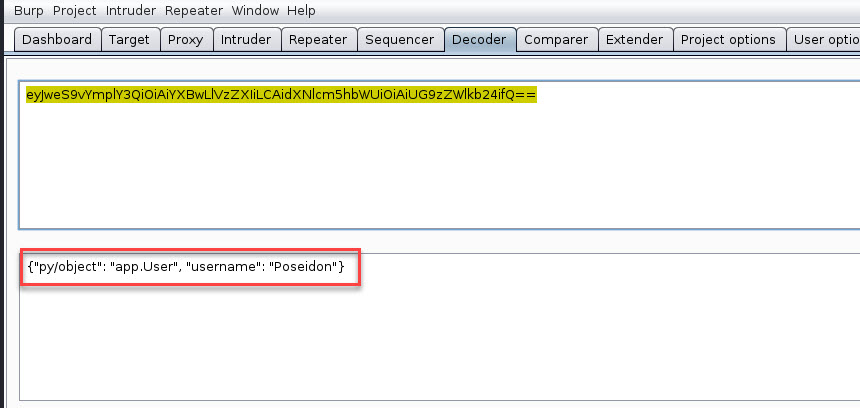 Burp Project Intruder Repeater Window Help
Dashboard Target Proxy Intruder Repeater Sequencer Decoder Comparer Extender Project options User optio
eyJweS9vYmplY3QiOiAiYXBwLlVzZXIiLCAidXNlcm5hbWUiOiAiUG9zZWlkb24ifQ==
{"py/object": "app.User", "username": "Poseidon"}